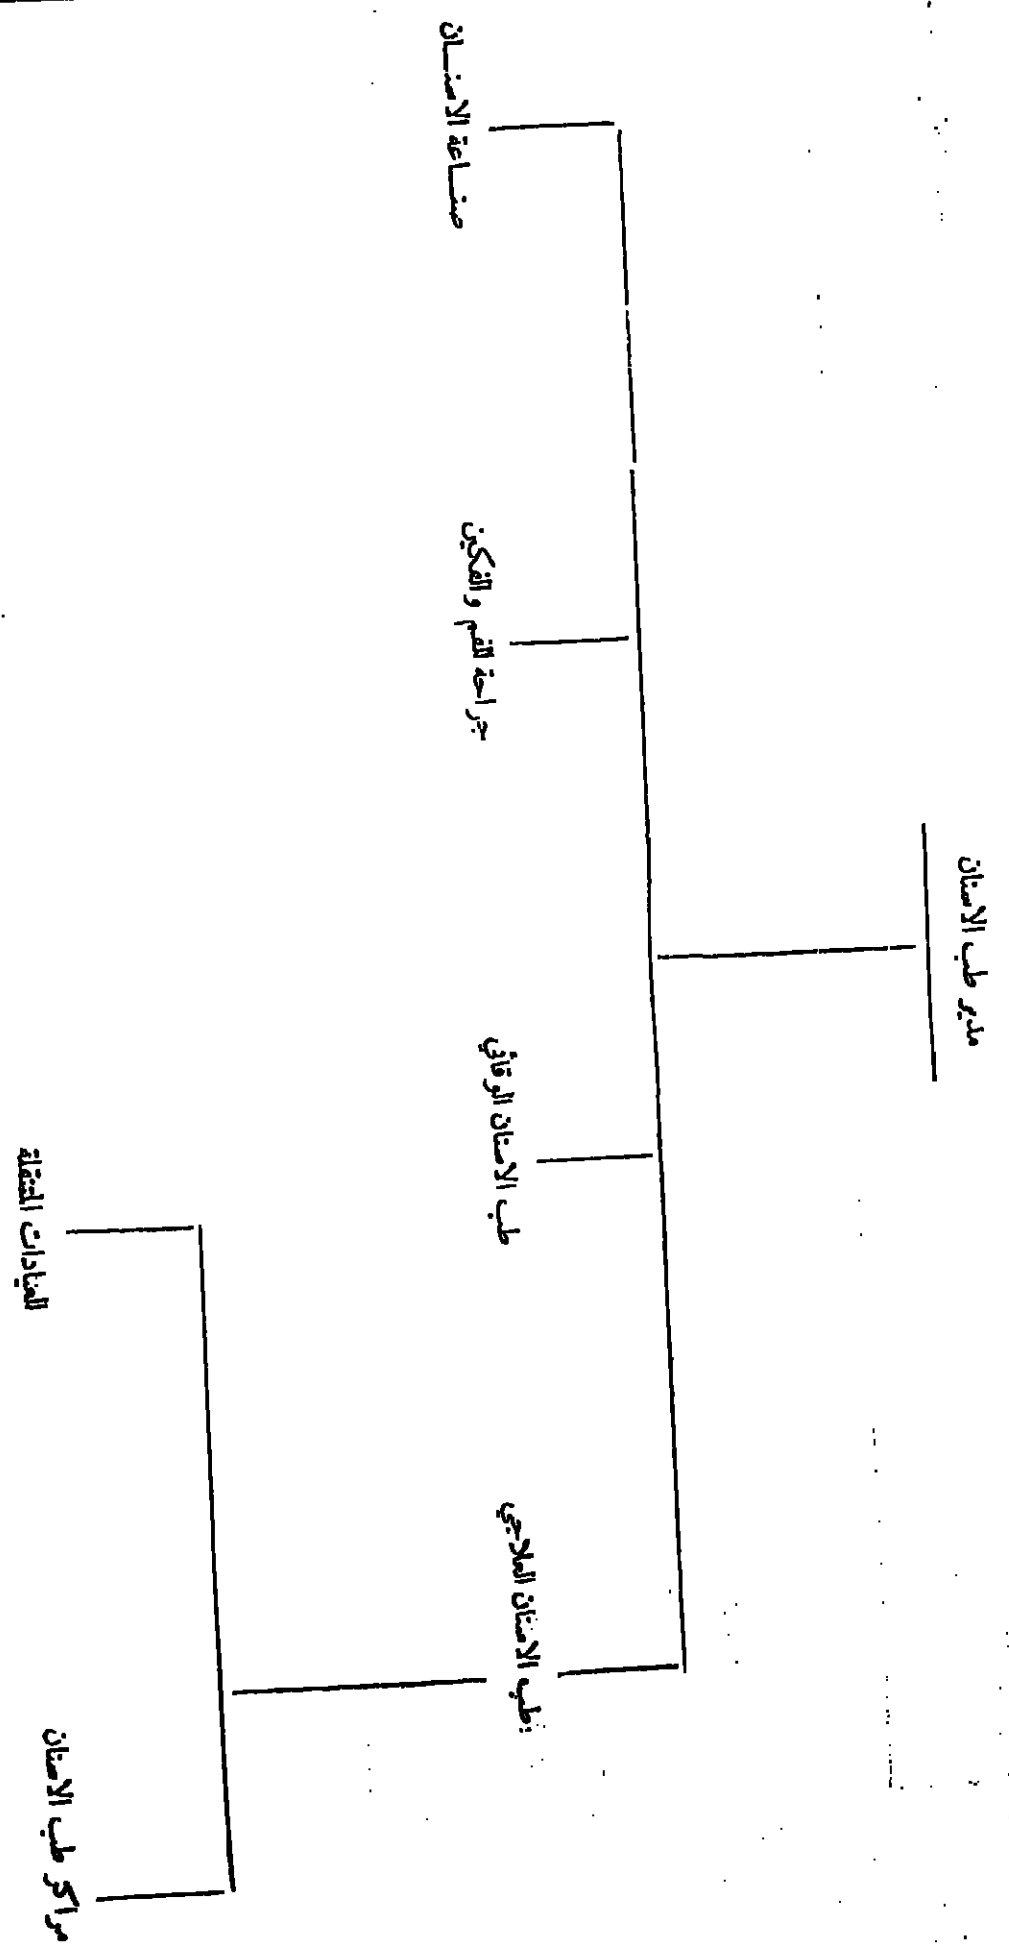 مدير طب الاسنان
طب الاسنان العلاجي
طب الاسنان الوقائي
جراحة الفم والفكين
صناعة الاسنان
مراكز طب الاسنان
العيادات المتنقلة